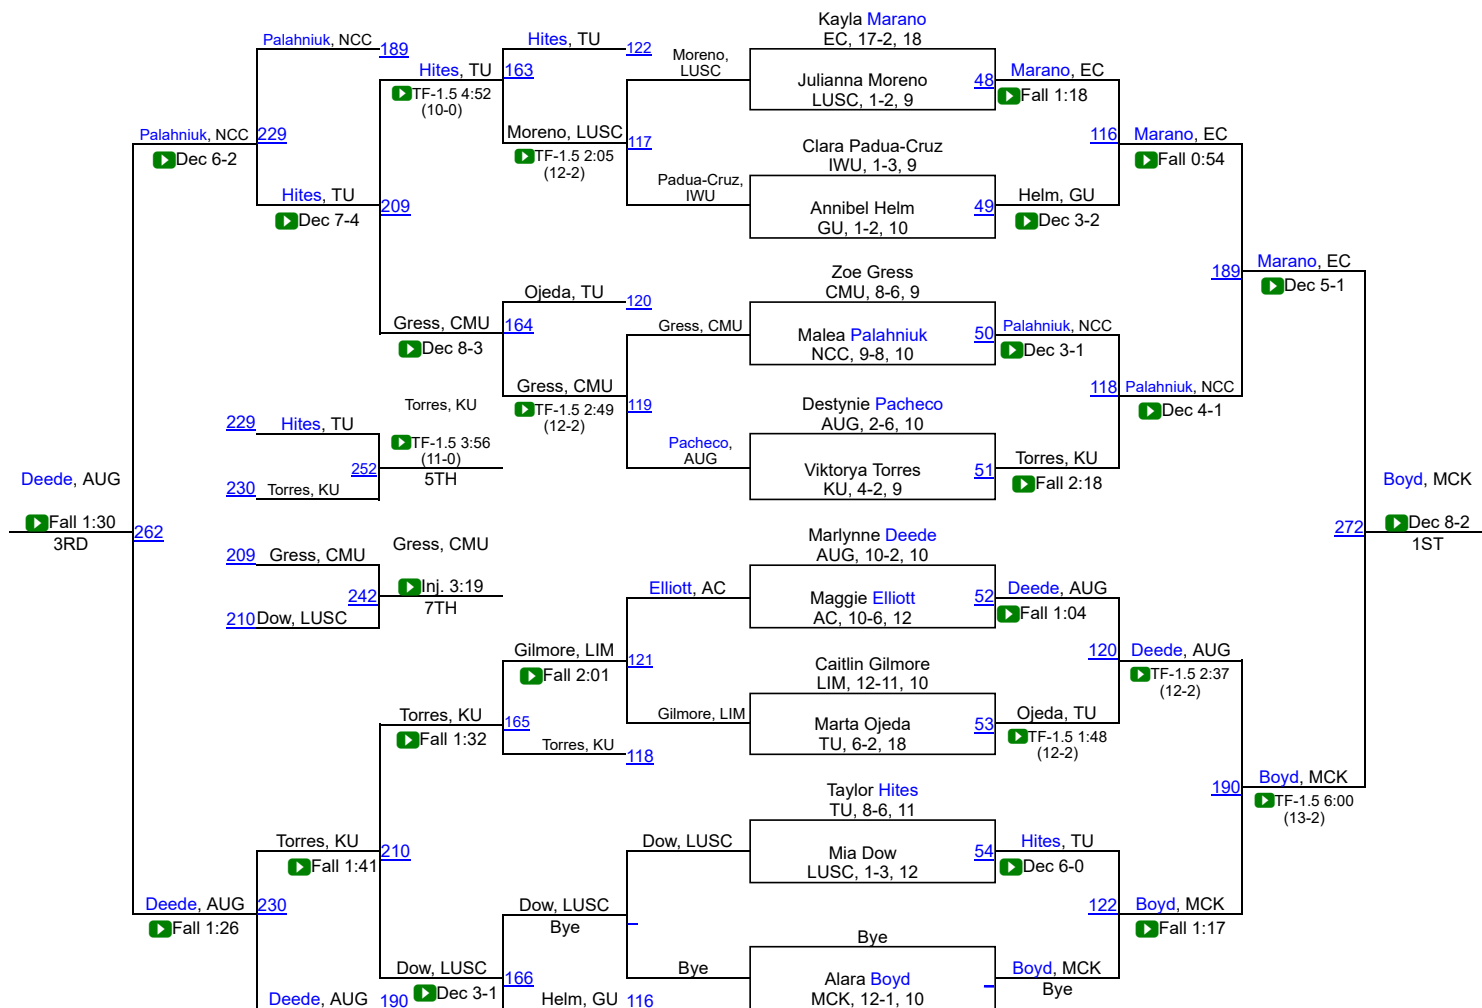 Kayla Marano
EC, 17-2, 18
Palahniuk, NCC
189
Hites, TU
122
Moreno,
LUSC
Hites, TU
163
TF-1.5 4:52
(10-0)
Julianna Moreno
LUSC, 1-2, 9
48
Marano, EC
Fall 1:18
Palahniuk, NCC
229
Dec 6-2
Moreno, LUSC
117
TF-1.5 2:05
(12-2)
Clara Padua-Cruz
IWU, 1-3, 9
116
Marano, EC
Fall 0:54
Padua-Cruz,
IWU
Hites, TU
209
Dec 7-4
Annibel Helm
GU, 1-2, 10
49
Helm, GU
Dec 3-2
Zoe Gress
CMU, 8-6, 9
189
Marano, EC
Dec 5-1
Ojeda, TU
120
Gress, CMU
164
Dec 8-3
Gress, CMU
Malea Palahniuk
NCC, 9-8, 10
50
Palahniuk, NCC
Dec 3-1
Gress, CMU
119
TF-1.5 2:49
(12-2)
118
Palahniuk, NCC
Dec 4-1
Torres, KU
Destynie Pacheco
AUG, 2-6, 10
229
Hites, TU
TF-1.5 3:56
(11-0)
252
5TH
230
Torres, KU
Pacheco,
AUG
Viktorya Torres
KU, 4-2, 9
51
Torres, KU
Fall 2:18
Deede, AUG
Fall 1:30
3RD
262
Boyd, MCK
272
Dec 8-2
1ST
Gress, CMU
209
Gress, CMU
Inj. 3:19
242
7TH
210
Dow, LUSC
Marlynne Deede
AUG, 10-2, 10
Elliott, AC
Maggie Elliott
AC, 10-6, 12
52
Deede, AUG
Fall 1:04
Gilmore, LIM
121
Fall 2:01
Caitlin Gilmore
LIM, 12-11, 10
120
Deede, AUG
TF-1.5 2:37
(12-2)
Torres, KU
165
Fall 1:32
Torres, KU
118
Gilmore, LIM
Marta Ojeda
TU, 6-2, 18
53
Ojeda, TU
TF-1.5 1:48
(12-2)
Taylor Hites
TU, 8-6, 11
190
Boyd, MCK
TF-1.5 6:00
(13-2)
Torres, KU
210
Fall 1:41
Dow, LUSC
Mia Dow
LUSC, 1-3, 12
54
Hites, TU
Dec 6-0
Deede, AUG
230
Fall 1:26
Dow, LUSC
Bye
122
Boyd, MCK
Fall 1:17
Bye
Dow, LUSC
166
Dec 3-1
Bye
Alara Boyd
MCK, 12-1, 10
Boyd, MCK
Bye
Deede, AUG
190
Helm, GU
116